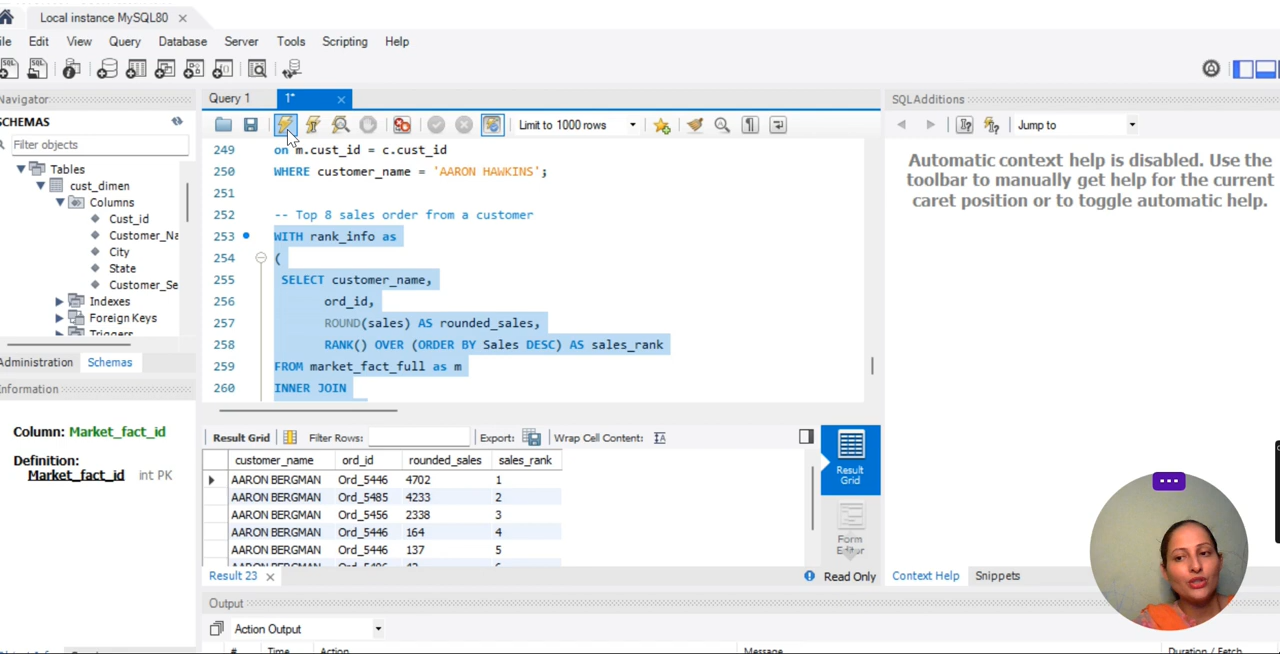 Local instance MySQL80
ile Edit View Query Database Server Tools Scripting Help
Navigator
SCHEMAS
Filter objects
Tables
cust_dimen
Columns
Cust_id
Customer_Na
City
State
Customer_Se
Indexes
Foreign Keys
Triggers
Administration Schemas
nformation
Column: Market_fact_id
Definition:
Market_fact_id int PK
Query 1 1*
Limit to 1000 rows
249 on m.cust_id = c.cust_id
250 WHERE customer_name = 'AARON HAWKINS';
251
252 -- Top 8 sales order from a customer
253 WITH rank_info as
254 (
255 SELECT customer_name,
256 ord_id,
257 ROUND(sales) AS rounded_sales,
258 RANK() OVER (ORDER BY Sales DESC) AS sales_rank
259 FROM market_fact_full as m
260 INNER JOIN
Result Grid Filter Rows: Export: Wrap Cell Content:
customer_name ord_id rounded_sales sales_rank
AARON BERGMAN Ord_5446 4702 1
AARON BERGMAN Ord_5485 4233 2
AARON BERGMAN Ord_5456 2338 3
AARON BERGMAN Ord_5446 164 4
AARON BERGMAN Ord_5446 137 5
Result
Grid
Form
Editor
Result 23
Read Only
Output
Action Output
# Time Action Message Duration / Fetch
SQLAdditions
Jump to
Automatic context help is disabled. Use the
toolbar to manually get help for the current
caret position or to toggle automatic help.
Context Help Snippets